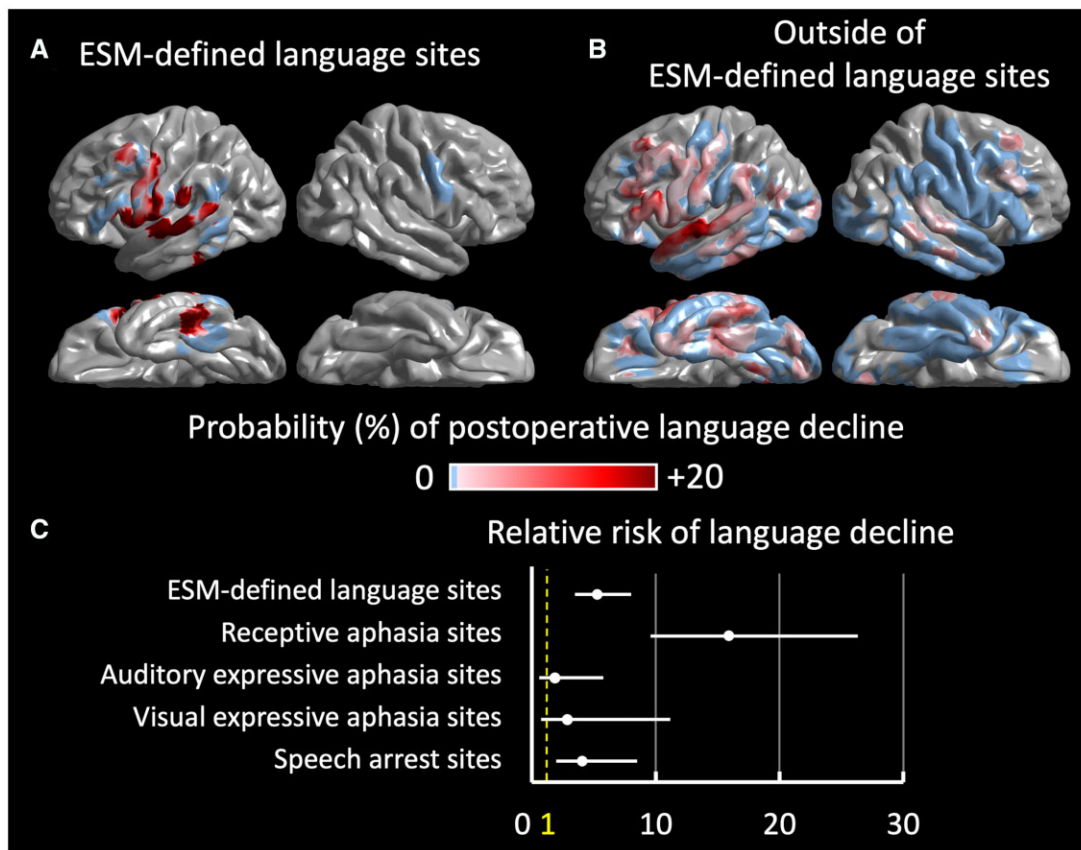 A
ESM-defined language sites
B
Outside of
ESM-defined language sites
Probability (%) of postoperative language decline
0
+20
C
Relative risk of language decline
ESM-defined language sites
Receptive aphasia sites
Auditory expressive aphasia sites
Visual expressive aphasia sites
Speech arrest sites
0 1 10 20 30